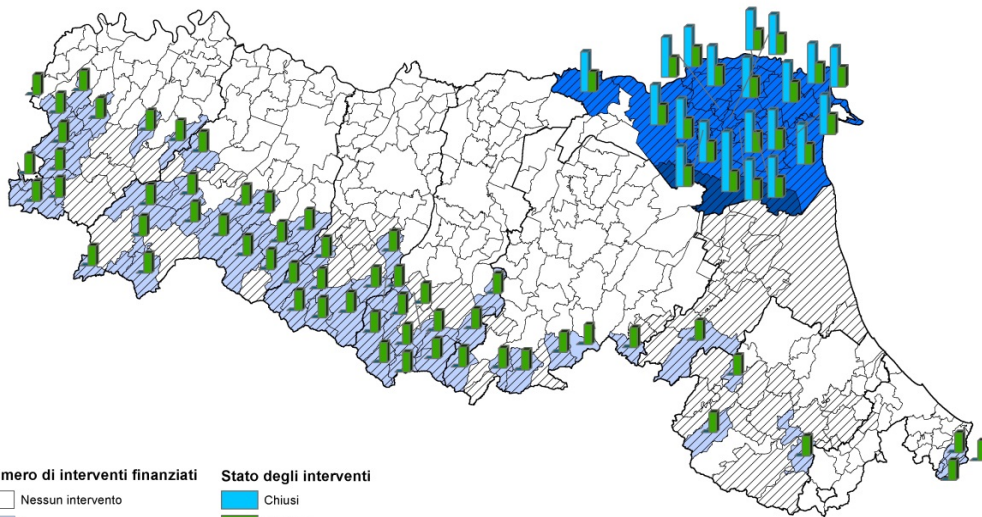 mero di interventi finanziati
Stato degli interventi
Nessun intervento
Chiusi